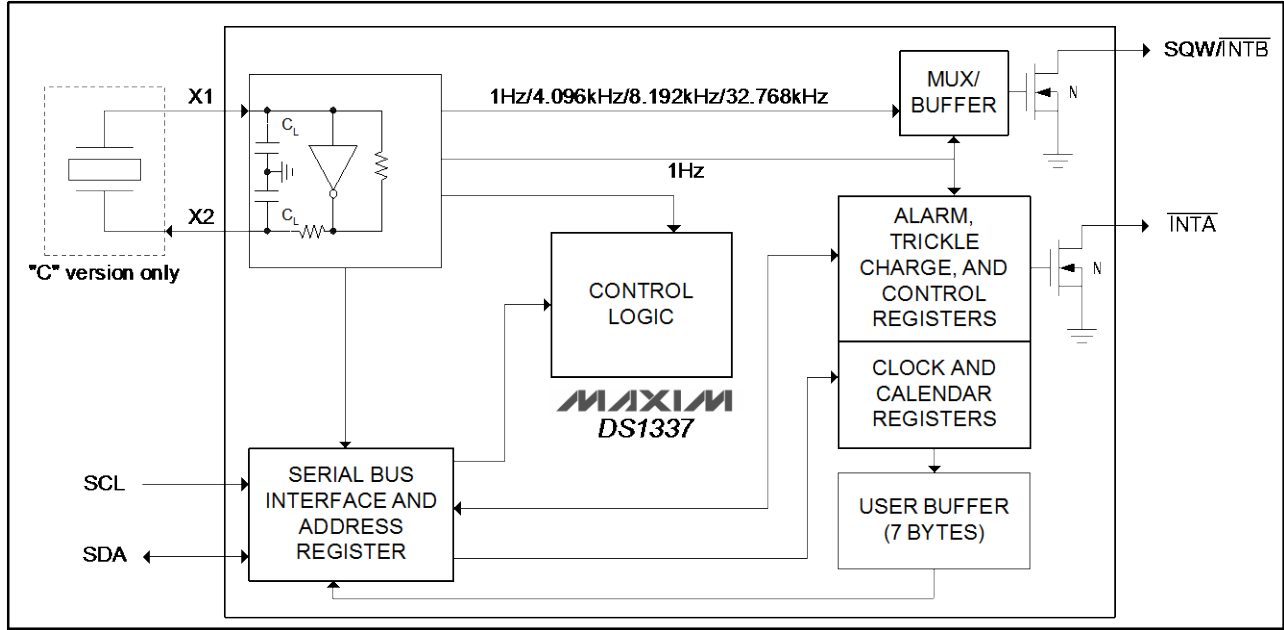 SQW/INTB
X1
1Hz/4.096kHz/8.192kHz/32.768kHz
MUX/
BUFFER
N
CL
1Hz
X2
CL
"C" version only
ALARM,
TRICKLE
CHARGE, AND
CONTROL
REGISTERS
INTA
N
CONTROL
LOGIC
CLOCK AND
CALENDAR
REGISTERS
MAXIM
DS1337
SCL
SDA
SERIAL BUS
INTERFACE AND
ADDRESS
REGISTER
USER BUFFER
(7 BYTES)